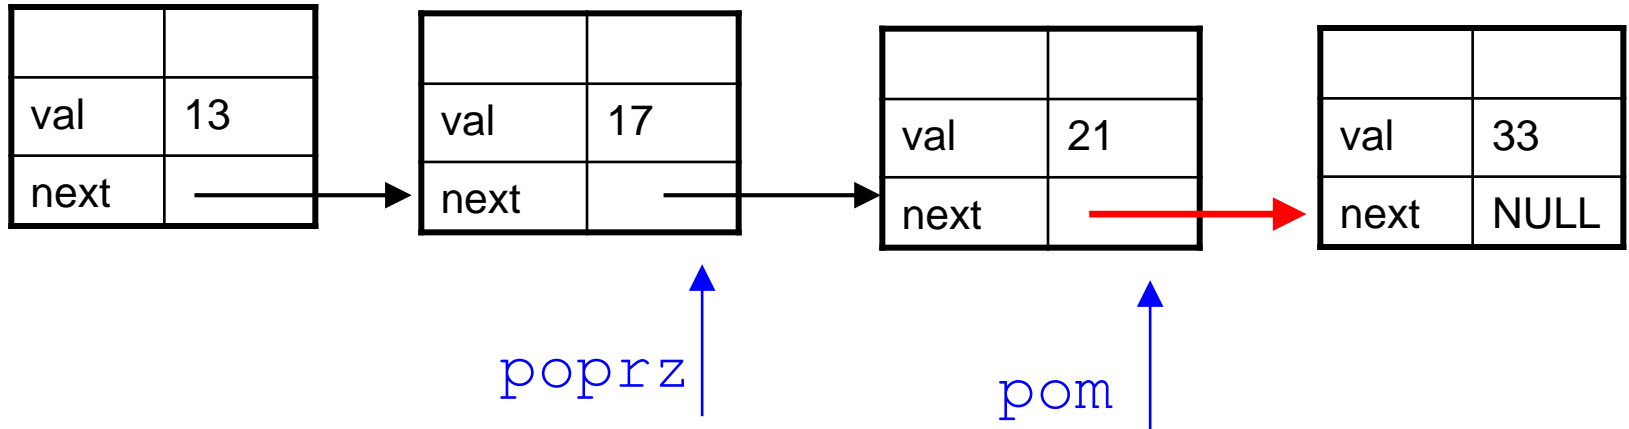 val 13
next
val 17
next
val 21
next
val 33
next NULL
poprz
pom